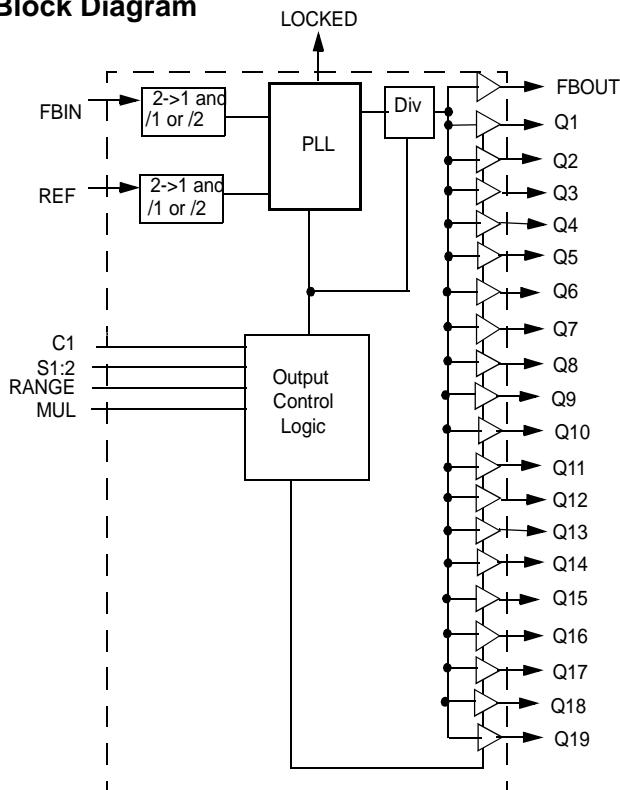 Block Diagram
LOCKED
FBIN
2->1 and
/1 or /2
PLL
Div
FBOUT
Q1
Q2
REF
2->1 and
/1 or /2
Q3
Q4
Q5
Q6
Q7
C1
S1:2
RANGE
MUL
Output
Control
Logic
Q8
Q9
Q10
Q11
Q12
Q13
Q14
Q15
Q16
Q17
Q18
Q19